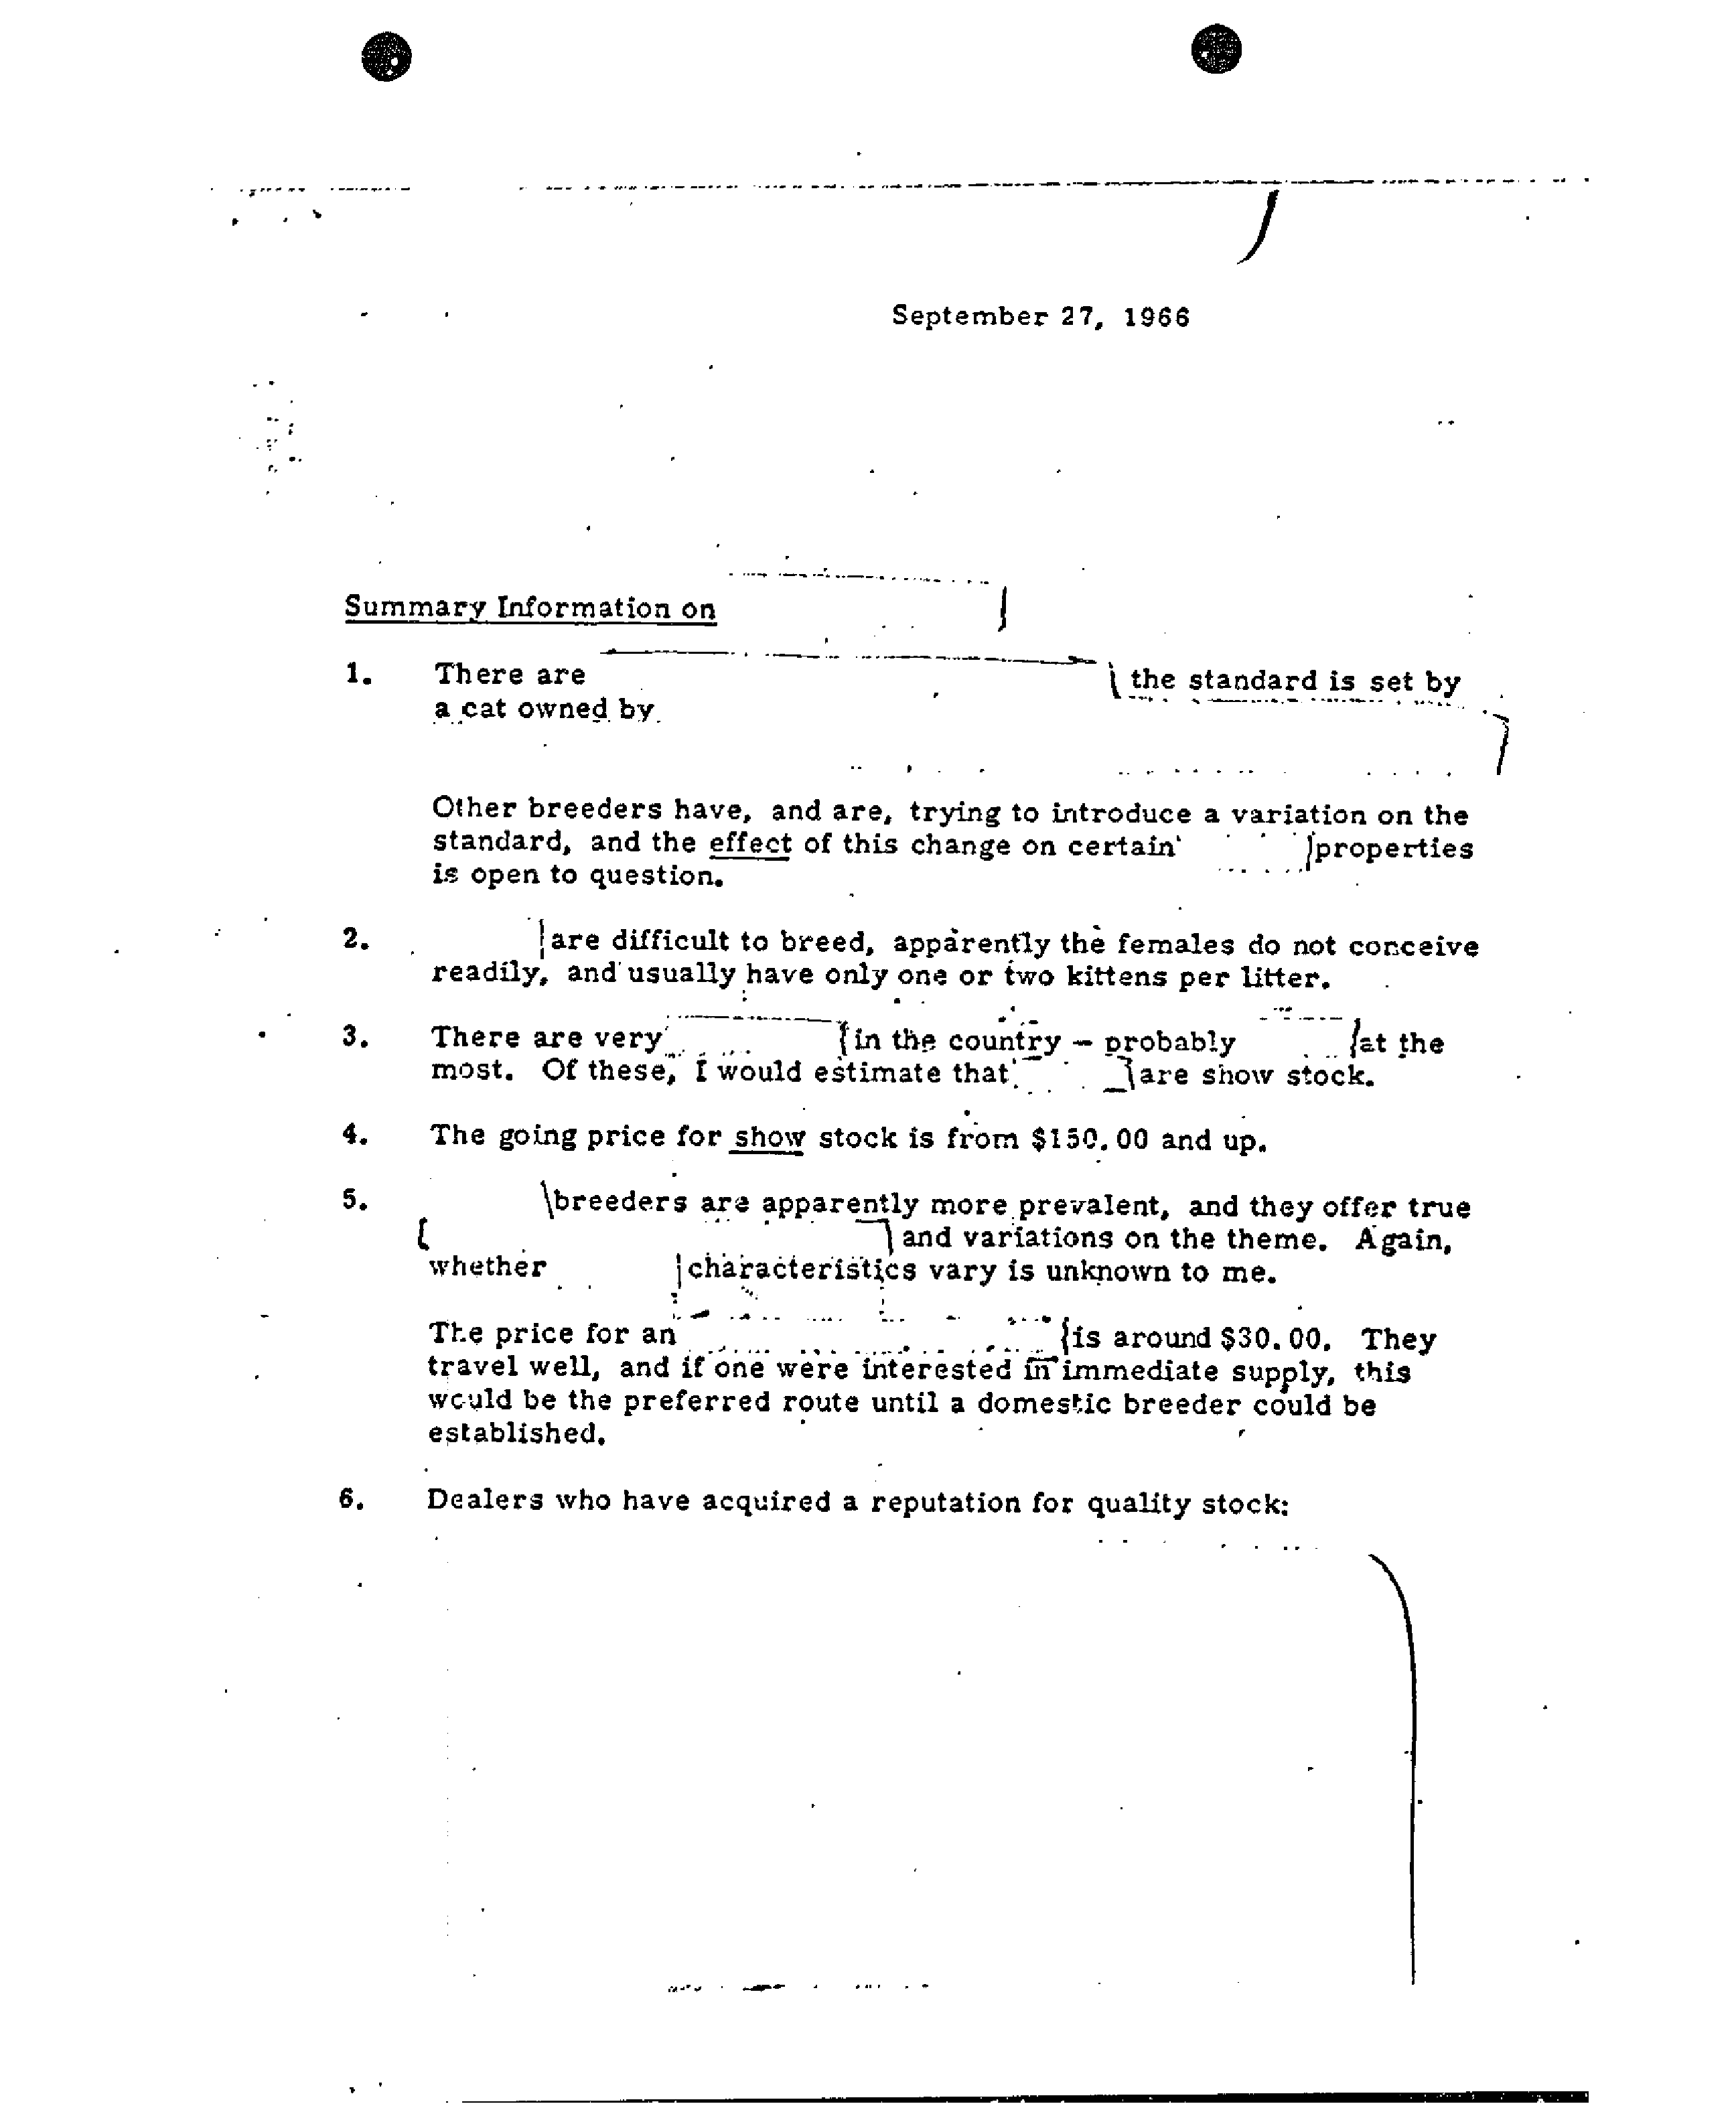 September 27, 1966
Summary Information on
1. There are the standard is set by
a cat owned by
Other breeders have, and are, trying to introduce a variation on the
standard, and the effect of this change on certain properties
is open to question.
2. are difficult to breed, apparently the females do not conceive
readily, and usually have only one or two kittens per litter.
3. There are very in the country - probably at the
most. Of these, I would estimate that are show stock.
4. The going price for show stock is from $150.00 and up.
5. breeders are apparently more prevalent, and they offer true
and variations on the theme. Again,
whether characteristics vary is unknown to me.
The price for an is around $30.00. They
travel well, and if one were interested in immediate supply, this
would be the preferred route until a domestic breeder could be
established.
6. Dealers who have acquired a reputation for quality stock: